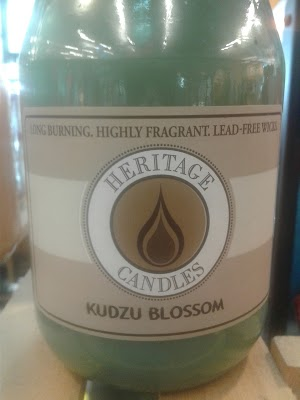 LONG BURNING. HIGHLY FRAGRANT. LEAD-FREE WICKS.
HERITAGE
CANDLES
KUDZU BLOSSOM